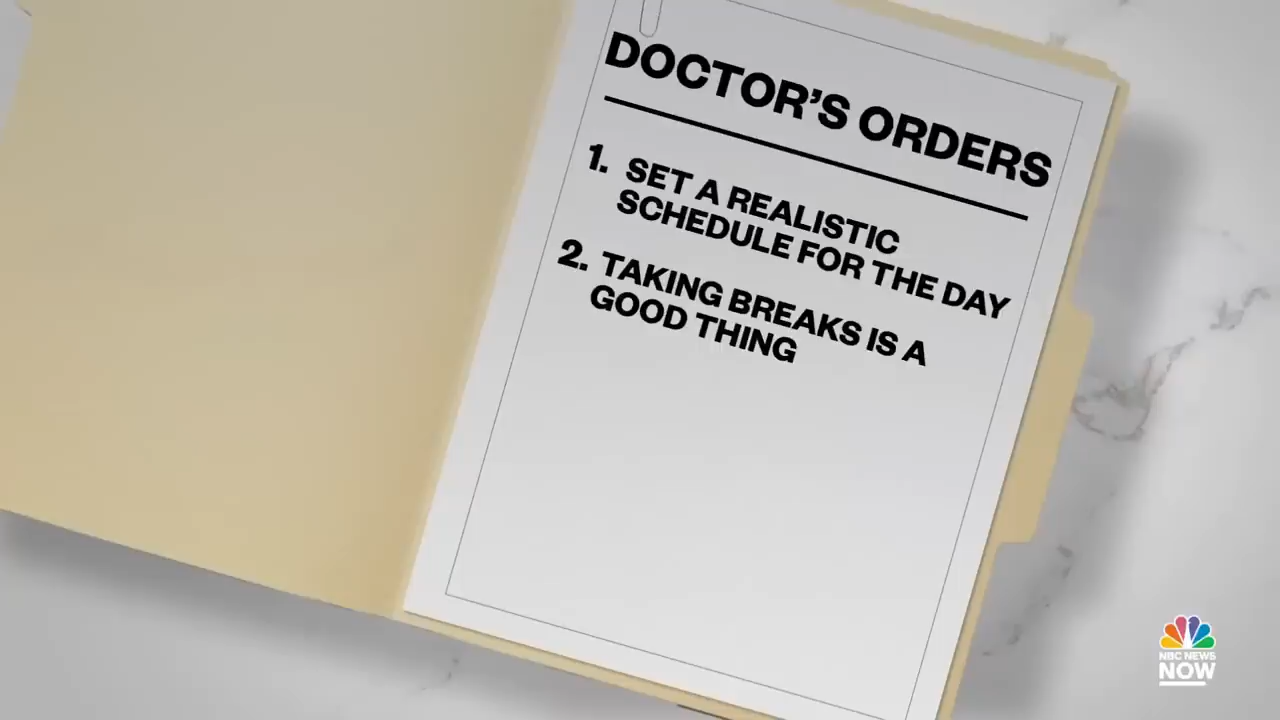 DOCTOR'S ORDERS
1. SET A REALISTIC
SCHEDULE FOR THE DAY
2. TAKING BREAKS IS A
GOOD THING
NBC NEWS
NOW